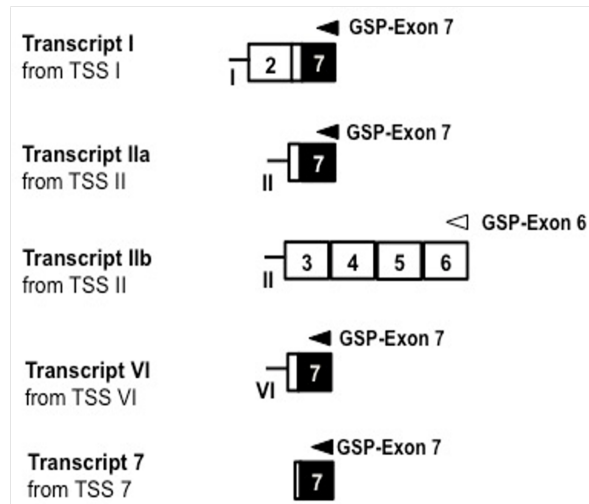 GSP-Exon 7
Transcript I
from TSS I
2 7
I
GSP-Exon 7
Transcript IIa
from TSS II
7
II
GSP-Exon 6
Transcript IIb
from TSS II
3 4 5 6
II
GSP-Exon 7
Transcript VI
from TSS VI
7
VI
GSP-Exon 7
Transcript 7
from TSS 7
7